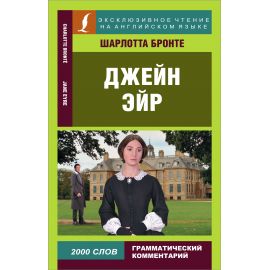 ЭКСКЛЮЗИВНОЕ ЧТЕНИЕ
НА АНГЛИЙСКОМ ЯЗЫКЕ
ШАРЛОТТА БРОНТЕ
ДЖЕЙН
ЭЙР
CHARLOTTE BRONTE
JANE EYRE
2000 СЛОВ
ГРАММАТИЧЕСКИЙ
КОММЕНТАРИЙ